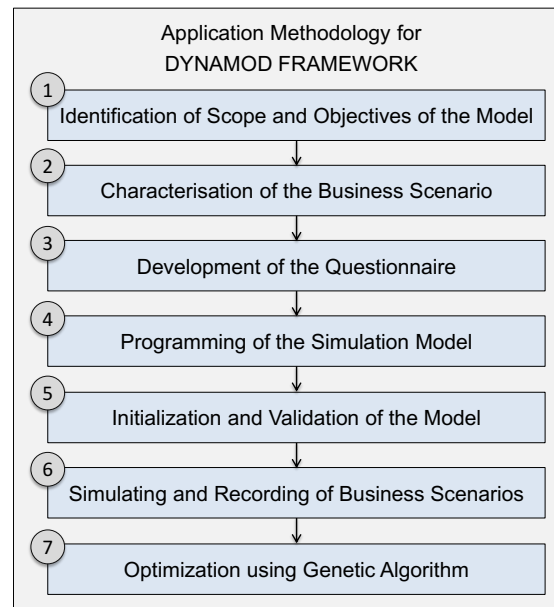 Application Methodology for
DYNAMOD FRAMEWORK
1
Identification of Scope and Objectives of the Model
2
Characterisation of the Business Scenario
3
Development of the Questionnaire
4
Programming of the Simulation Model
5
Initialization and Validation of the Model
6
Simulating and Recording of Business Scenarios
7
Optimization using Genetic Algorithm